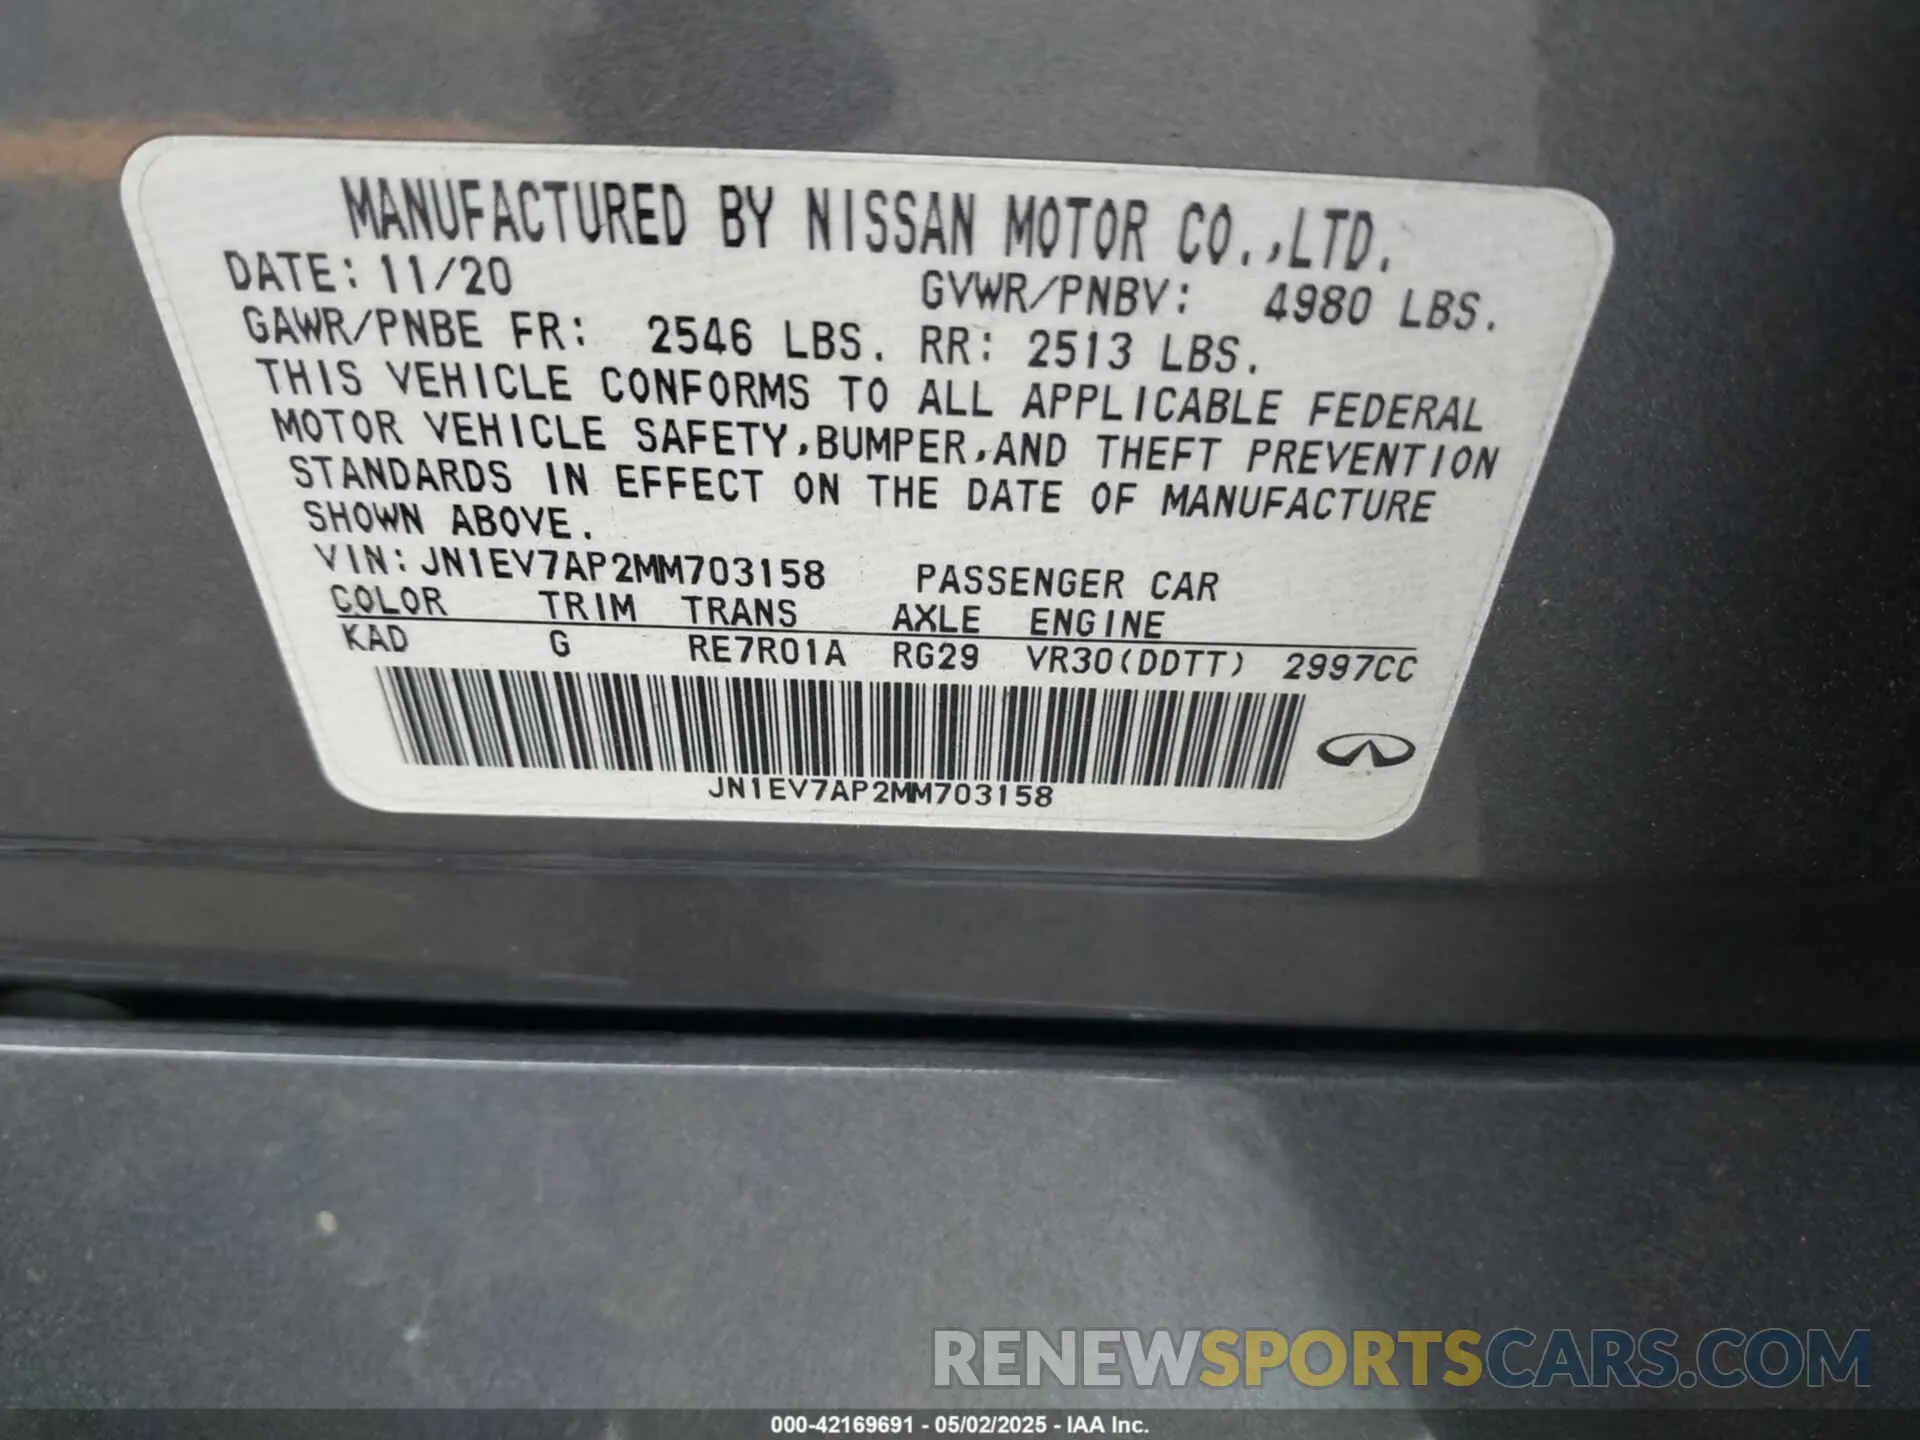 MANUFACTURED BY NISSAN MOTOR CO.,LTD.
DATE: 11/20 GVWR/PNBV: 4980 LBS.
GAWR/PNBE FR: 2546 LBS. RR: 2513 LBS.
THIS VEHICLE CONFORMS TO ALL APPLICABLE FEDERAL
MOTOR VEHICLE SAFETY,BUMPER,AND THEFT PREVENTION
STANDARDS IN EFFECT ON THE DATE OF MANUFACTURE
SHOWN ABOVE.
VIN: JN1EV7AP2MM703158 PASSENGER CAR
COLOR TRIM TRANS AXLE ENGINE
KAD G RE7R01A RG29 VR30(DDTT) 2997CC
JN1EV7AP2MM703158
RENEWSPORTSCARS.COM
000-42169691 - 05/02/2025 - IAA Inc.